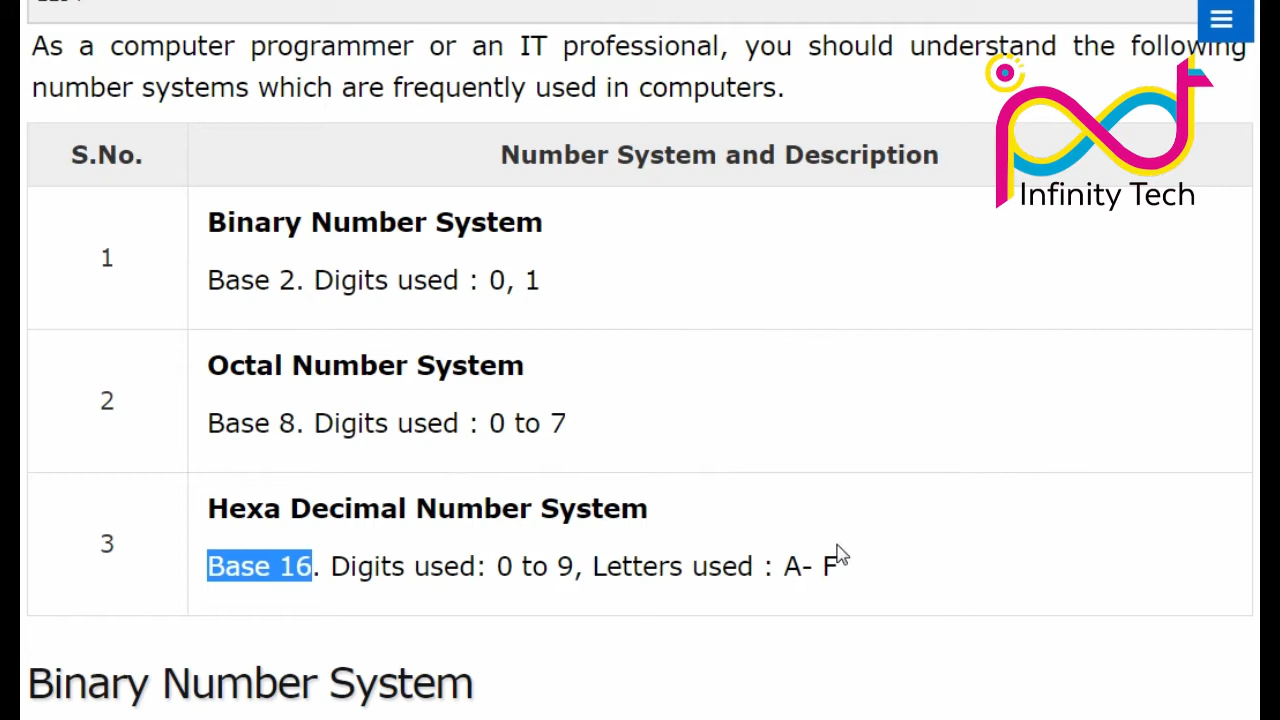 As a computer programmer or an IT professional, you should understand the following
number systems which are frequently used in computers.
S.No.
Number System and Description
Infinity Tech
1
Binary Number System
Base 2. Digits used : 0, 1
2
Octal Number System
Base 8. Digits used : 0 to 7
3
Hexa Decimal Number System
Base 16. Digits used: 0 to 9, Letters used : A- F
Binary Number System